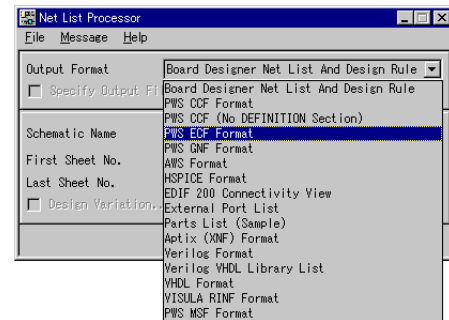 Net List Processor
File Message Help
Output Format Board Designer Net List And Design Rule
Specify Output Fi
Board Designer Net List And Design Rule
PWS CCF Format
PWS CCF (No DEFINITION Section)
Schematic Name
PWS ECF Format
PWS GNF Format
First Sheet No.
AWS Format
HSPICE Format
Last Sheet No.
EDIF 200 Connectivity View
Design Variation..
External Port List
Parts List (Sample)
Aptix (XNF) Format
Verilog Format
Verilog VHDL Library List
VHDL Format
VISULA RINF Format
PWS MSF Format